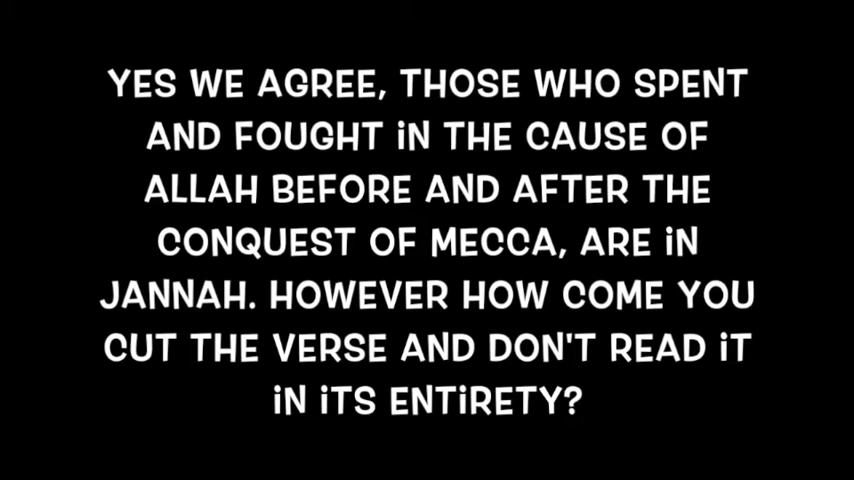 YES WE AGREE, THOSE WHO SPENT
AND FOUGHT IN THE CAUSE OF
ALLAH BEFORE AND AFTER THE
CONQUEST OF MECCA, ARE IN
JANNAH. HOWEVER HOW COME YOU
CUT THE VERSE AND DON'T READ IT
IN ITS ENTIRETY?